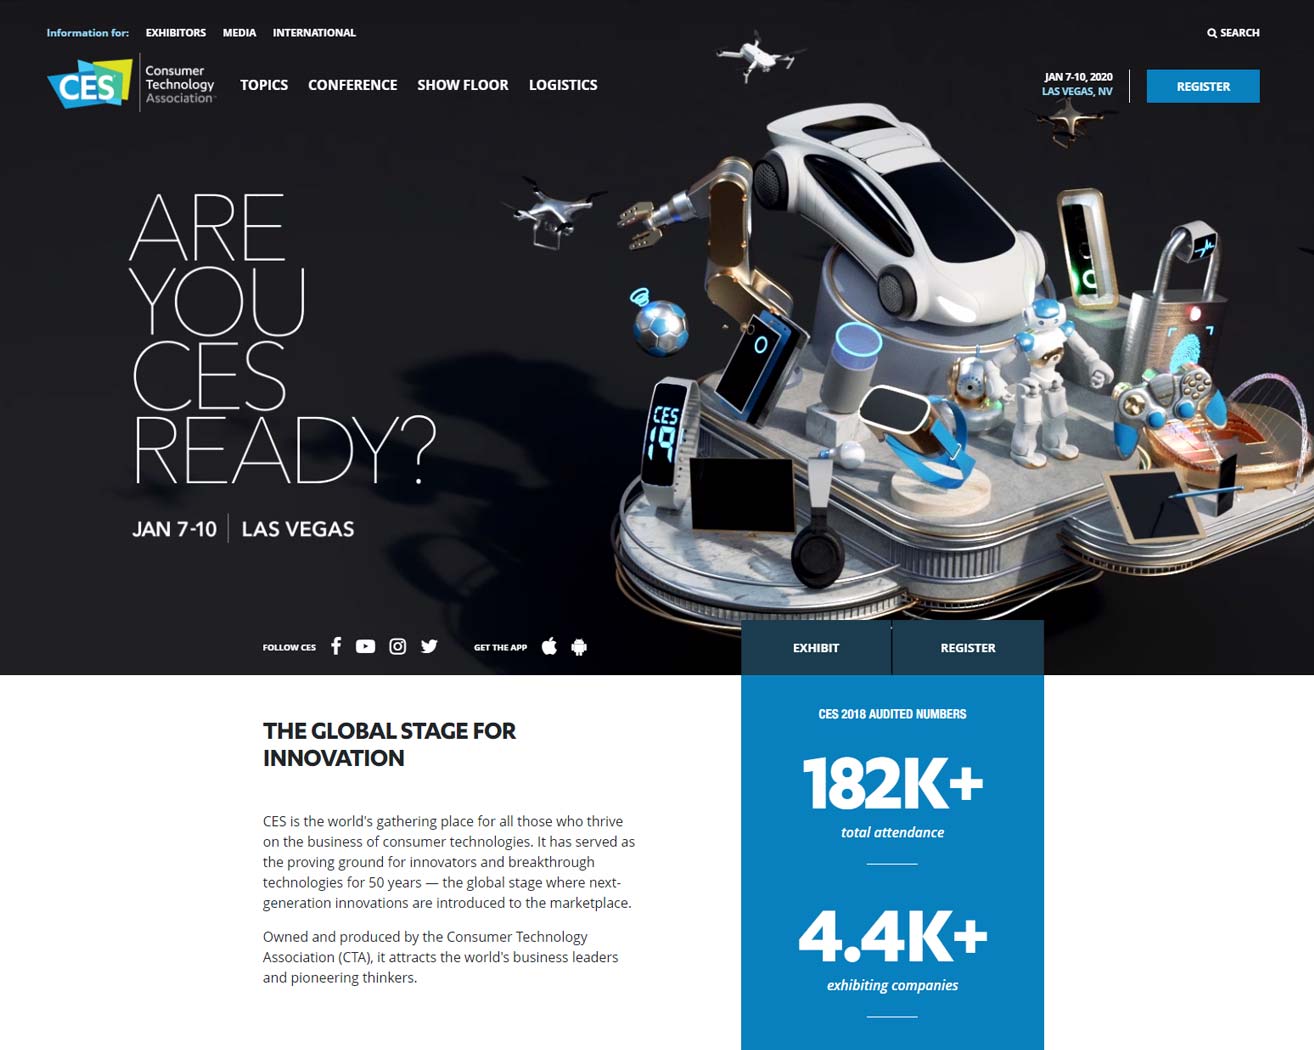 Information for: EXHIBITORS MEDIA INTERNATIONAL
SEARCH
CES
Consumer
Technology
Association
TOPICS CONFERENCE SHOW FLOOR LOGISTICS
JAN 7-10, 2020
LAS VEGAS, NV
REGISTER
ARE
YOU
CES
READY?
JAN 7-10 | LAS VEGAS
CES
19
FOLLOW CES
GET THE APP
EXHIBIT
REGISTER
THE GLOBAL STAGE FOR
INNOVATION
CES is the world's gathering place for all those who thrive
on the business of consumer technologies. It has served as
the proving ground for innovators and breakthrough
technologies for 50 years — the global stage where next-
generation innovations are introduced to the marketplace.
Owned and produced by the Consumer Technology
Association (CTA), it attracts the world's business leaders
and pioneering thinkers.
CES 2018 AUDITED NUMBERS
182K+
total attendance
4.4K+
exhibiting companies